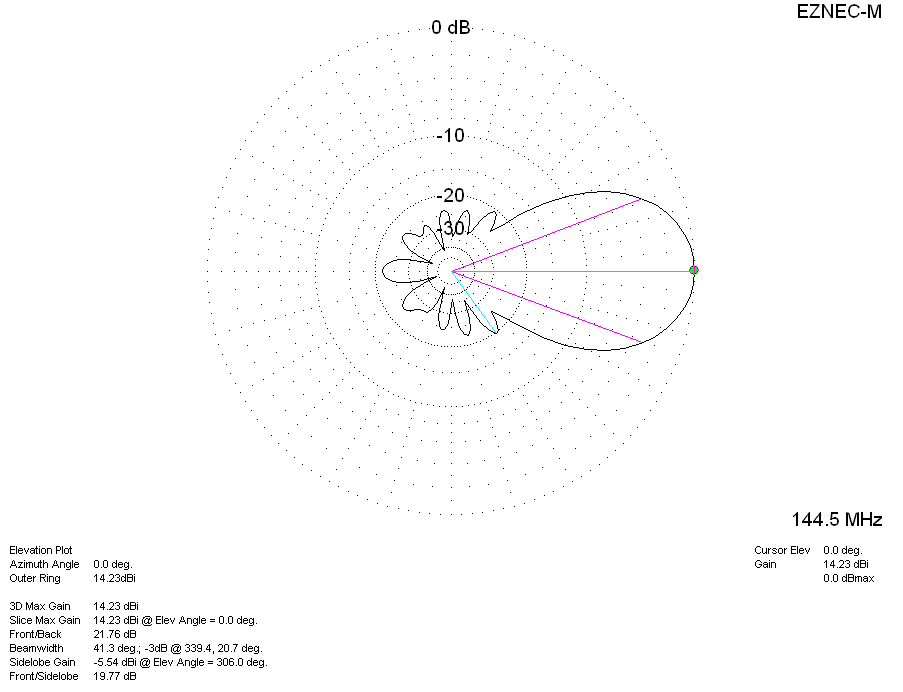 EZNEC-M
0 dB
-10
-20
-30
144.5 MHz
Elevation Plot
Azimuth Angle 0.0 deg.
Outer Ring 14.23dBi
3D Max Gain 14.23 dBi
Slice Max Gain 14.23 dBi @ Elev Angle = 0.0 deg.
Front/Back 21.76 dB
Beamwidth 41.3 deg.; -3dB @ 339.4, 20.7 deg.
Sidelobe Gain -5.54 dBi @ Elev Angle = 306.0 deg.
Front/Sidelobe 19.77 dB
Cursor Elev 0.0 deg.
Gain 14.23 dBi
0.0 dBmax